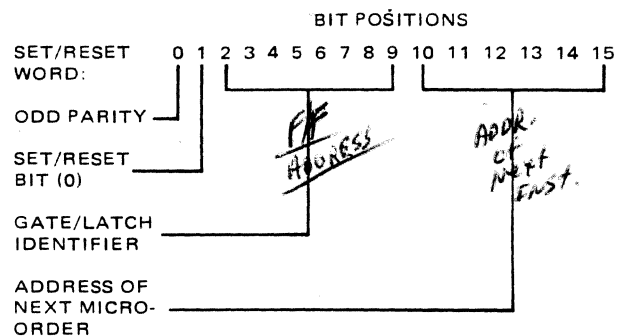 BIT POSITIONS
SET/RESET WORD: 0 1 2 3 4 5 6 7 8 9 10 11 12 13 14 15
ODD PARITY
SET/RESET
BIT (0)
GATE/LATCH
IDENTIFIER
ADDRESS OF
NEXT MICRO-
ORDER
F/F
ADDRESS
ADDR.
of
Next
INST.